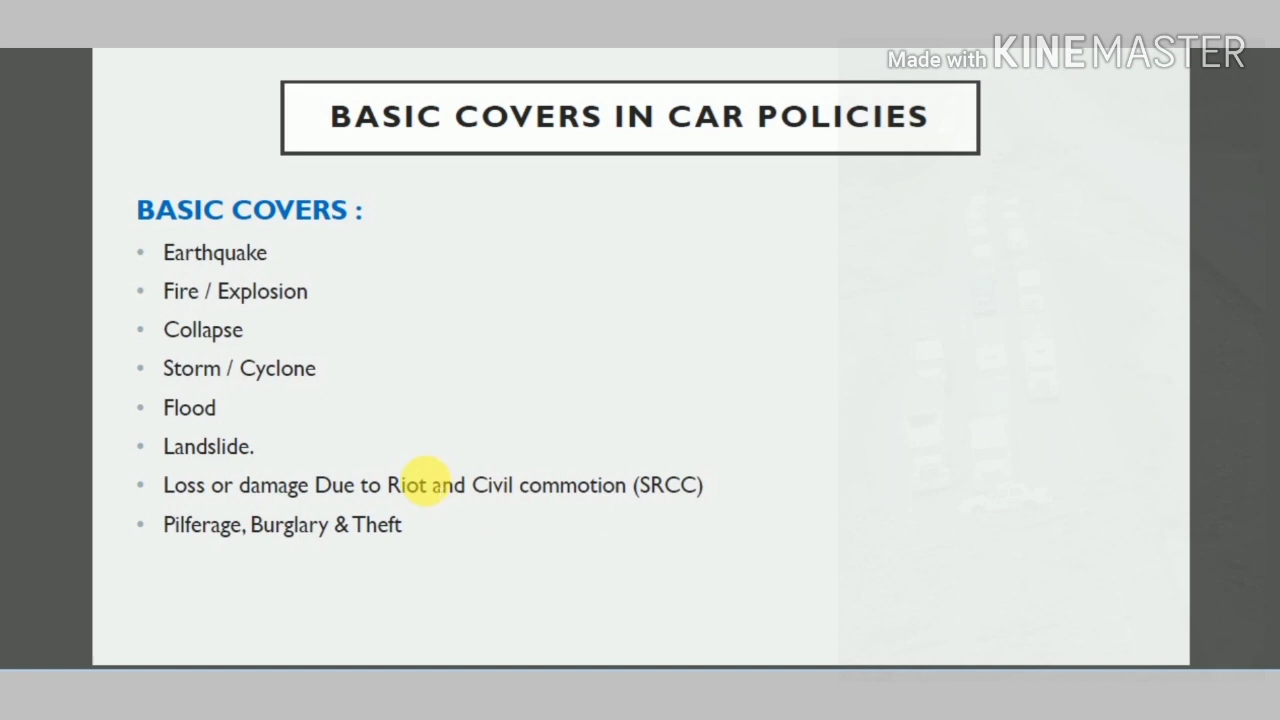 Made with KINEMASTER
BASIC COVERS IN CAR POLICIES
BASIC COVERS :
• Earthquake
• Fire / Explosion
• Collapse
• Storm / Cyclone
• Flood
• Landslide.
• Loss or damage Due to Riot and Civil commotion (SRCC)
• Pilferage, Burglary & Theft